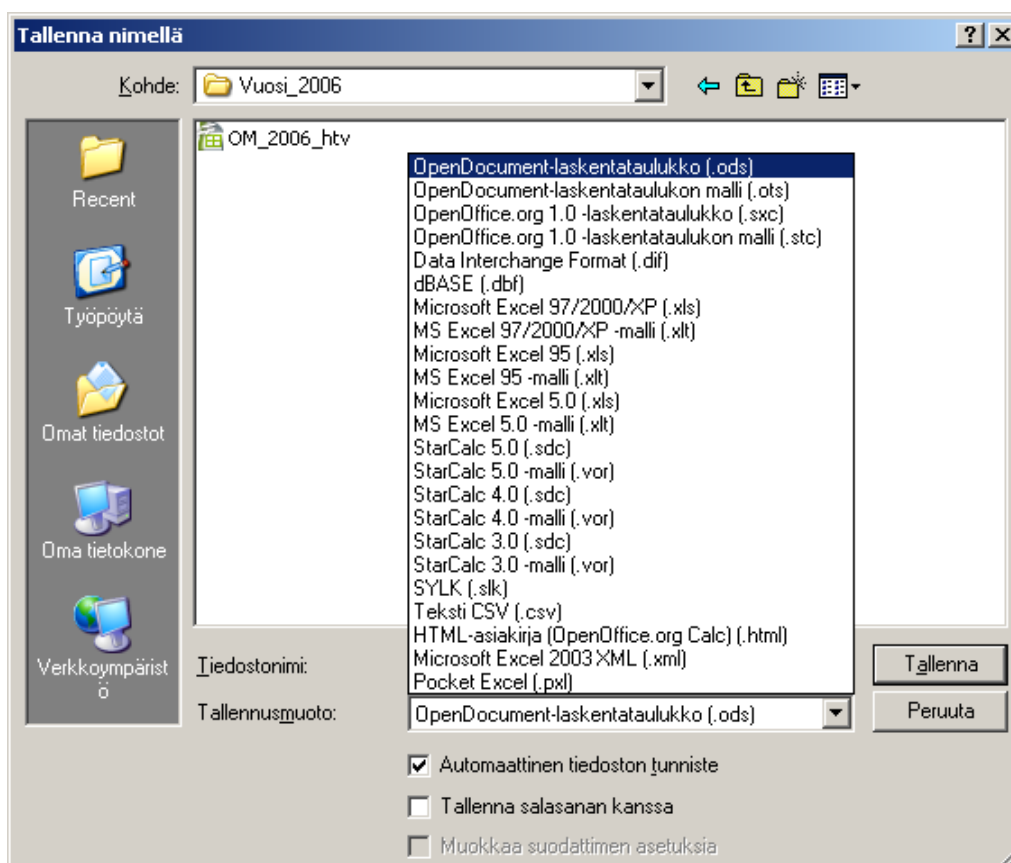 Tallenna nimellä
Kohde:
Vuosi_2006
Recent
Työpöytä
Omat tiedostot
Oma tietokone
Verkkoympärist
ö
OM_2006_htv
OpenDocument-laskentataulukko (.ods)
OpenDocument-laskentataulukon malli (.ots)
OpenOffice.org 1.0 -laskentataulukko (.sxc)
OpenOffice.org 1.0 -laskentataulukon malli (.stc)
Data Interchange Format (.dif)
dBASE (.dbf)
Microsoft Excel 97/2000/XP (.xls)
MS Excel 97/2000/XP -malli (.xlt)
Microsoft Excel 95 (.xls)
MS Excel 95 -malli (.xlt)
Microsoft Excel 5.0 (.xls)
MS Excel 5.0 -malli (.xlt)
StarCalc 5.0 (.sdc)
StarCalc 5.0 -malli (.vor)
StarCalc 4.0 (.sdc)
StarCalc 4.0 -malli (.vor)
StarCalc 3.0 (.sdc)
StarCalc 3.0 -malli (.vor)
SYLK (.slk)
Teksti CSV (.csv)
HTML-asiakirja (OpenOffice.org Calc) (.html)
Microsoft Excel 2003 XML (.xml)
Pocket Excel (.pxl)
Tiedostonimi:
Tallenna
Tallennusmuoto:
OpenDocument-laskentataulukko (.ods)
Peruuta
Automaattinen tiedoston tunniste
Tallenna salasanan kanssa
Muokkaa suodattimen asetuksia